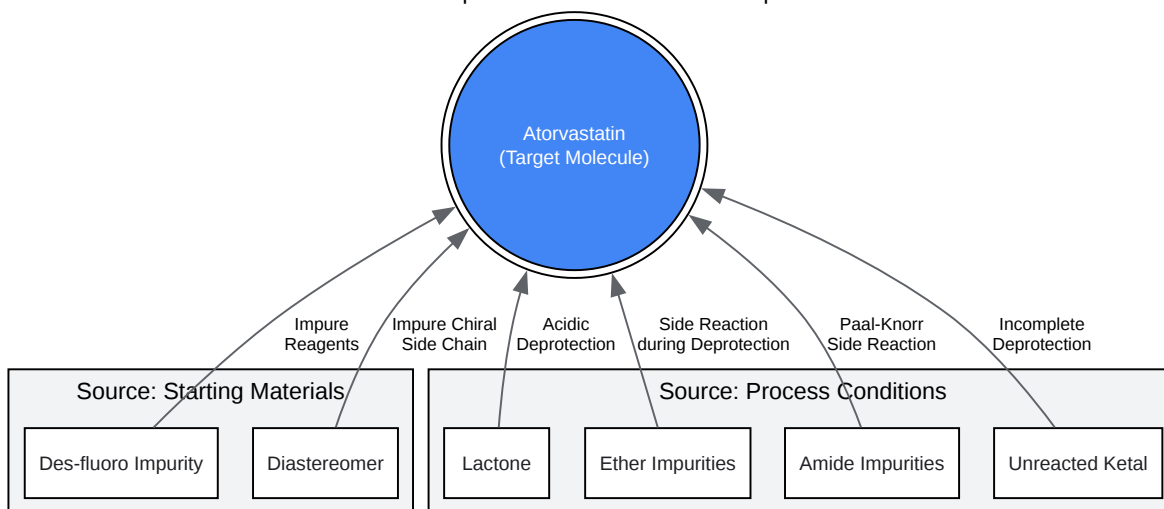 Atorvastatin
(Target Molecule)
Impure
Reagents
Impure Chiral
Side Chain
Acidic
Deprotection
Side Reaction
during Deprotection
Paal-Knorr
Side Reaction
Incomplete
Deprotection
Source: Starting Materials
Source: Process Conditions
Des-fluoro Impurity
Diastereomer
Lactone
Ether Impurities
Amide Impurities
Unreacted Ketal